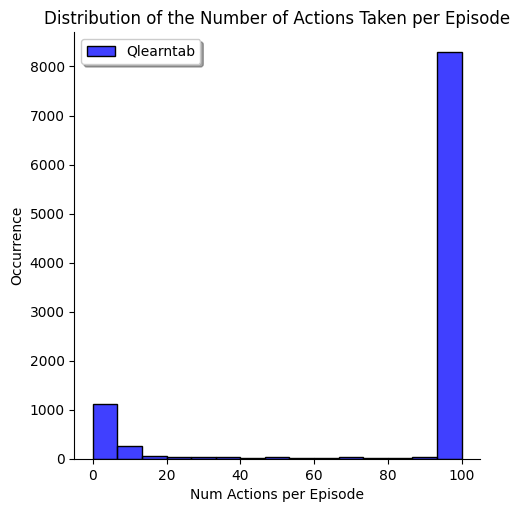 Distribution of the Number of Actions Taken per Episode
Qlearntab
8000
7000
6000
5000
4000
3000
2000
1000
0
Occurrence
0 20 40 60 80 100
Num Actions per Episode